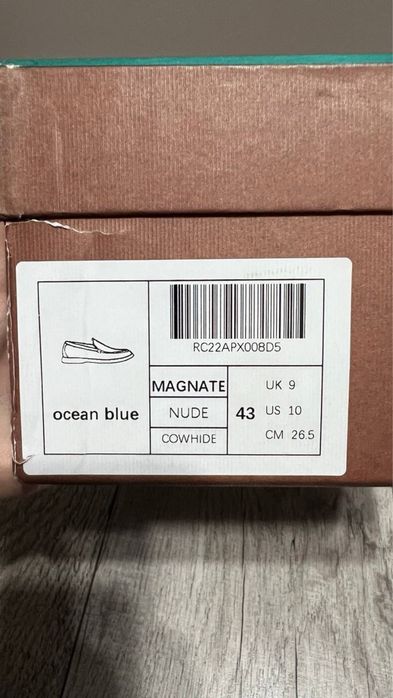 RC22APX008D5
ocean blue
MAGNATE
NUDE
COWHIDE
43
UK 9
US 10
CM 26.5